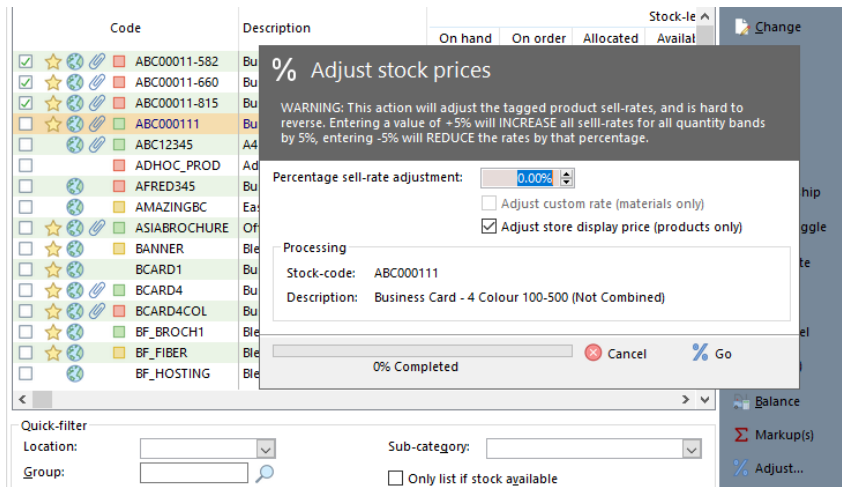 Stock-le
Code Description
On hand On order Allocated Availab
Change
ABC00011-582 Bu
ABC00011-660 Bu
ABC00011-815 Bu
ABC000111 Bu
ABC12345 A4
ADHOC_PROD Ad
AFRED345 Bu
AMAZINGBC Eas
ASIABROCHURE Off
BANNER Ble
BCARD1 Bu
BCARD4 Bu
BCARD4COL Bu
BF_BROCH1 Ble
BF_FIBER Ble
BF_HOSTING Ble
% Adjust stock prices
WARNING: This action will adjust the tagged product sell-rates, and is hard to
reverse. Entering a value of +5% will INCREASE all selll-rates for all quantity bands
by 5%, entering -5% will REDUCE the rates by that percentage.
Percentage sell-rate adjustment: 0.00%
Adjust custom rate (materials only)
Adjust store display price (products only)
Processing
Stock-code: ABC000111
Description: Business Card - 4 Colour 100-500 (Not Combined)
0% Completed
Cancel
% Go
hip
ggle
te
el
)
Balance
Σ Markup(s)
% Adjust...
Quick-filter
Location: Sub-category:
Group: Only list if stock available